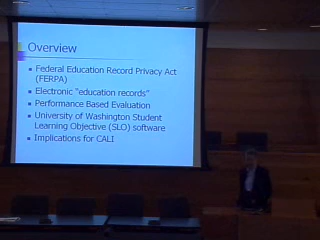 Overview
Federal Education Record Privacy Act
(FERPA)
Electronic "education records"
Performance Based Evaluation
University of Washington Student
Learning Objective (SLO) software
Implications for CALI